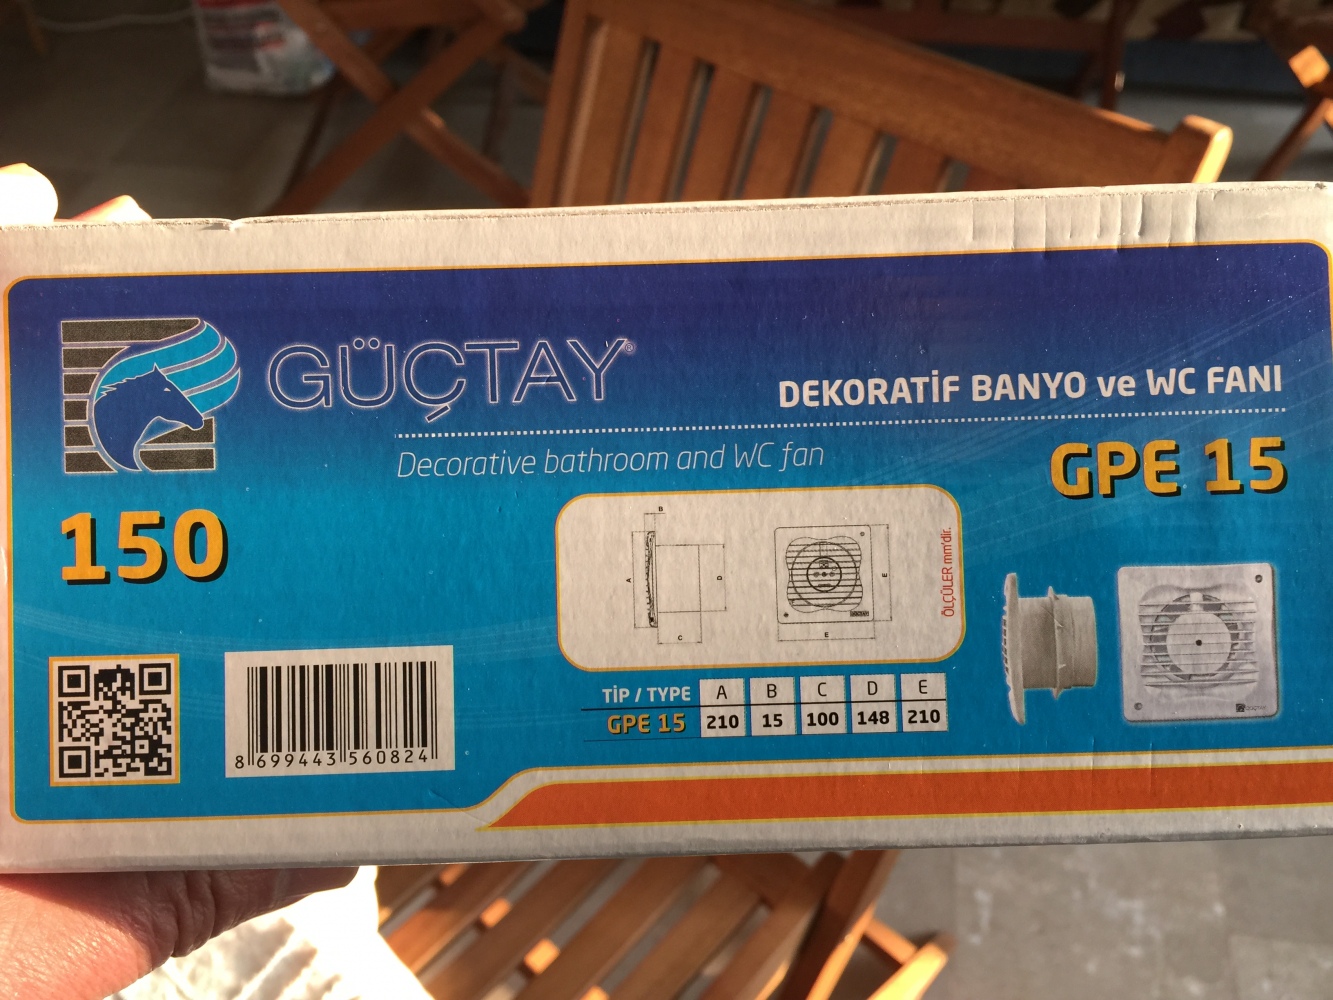 GÜÇTAY®
DEKORATİF BANYO ve WC FANI
Decorative bathroom and WC fan
GPE 15
150
B
A
D
C
E
E
GÜÇTAY
ÖLÇÜLER mm'dir.
TİP / TYPE A B C D E
GPE 15 210 15 100 148 210
8 699443 560824